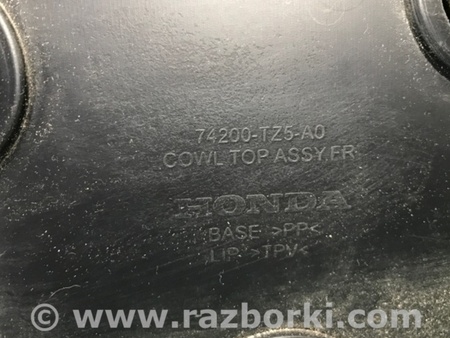 74200-TZ5-A0
COWL TOP ASSY,FR
HONDA
BASE >PP<
LIP >TPV<
© www.razborki.com